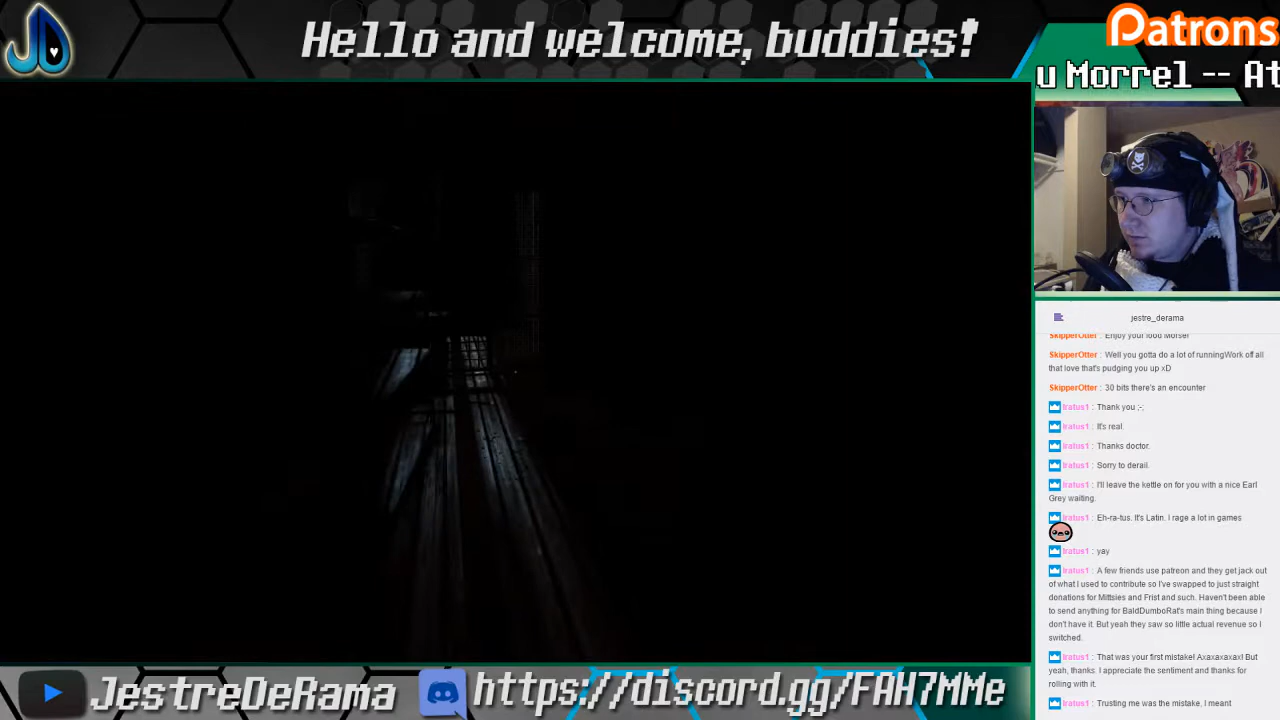 Hello and welcome, buddies!
Patrons
u Morrel -- At
jestre_derama
SkipperOtter : Enjoy your food Morser
SkipperOtter : Well you gotta do a lot of runningWork off all
that love that's pudging you up xD
SkipperOtter : 30 bits there's an encounter
Iratus1 : Thank you ;-;
Iratus1 : It's real.
Iratus1 : Thanks doctor.
Iratus1 : Sorry to derail.
Iratus1 : I'll leave the kettle on for you with a nice Earl
Grey waiting.
Iratus1 : Eh-ra-tus. It's Latin. I rage a lot in games
Iratus1 : yay
Iratus1 : A few friends use patreon and they get jack out
of what I used to contribute so I've swapped to just straight
donations for Mittsies and Frist and such. Haven't been able
to send anything for BaldDumboRat's main thing because I
don't have it. But yeah they saw so little actual revenue so I
switched.
Iratus1 : That was your first mistake! Axaxaxaxax! But
yeah, thanks. I appreciate the sentiment and thanks for
rolling with it.
Iratus1 : Trusting me was the mistake, I meant
JestreDeRama
https://discord.gg/FAH7MMe